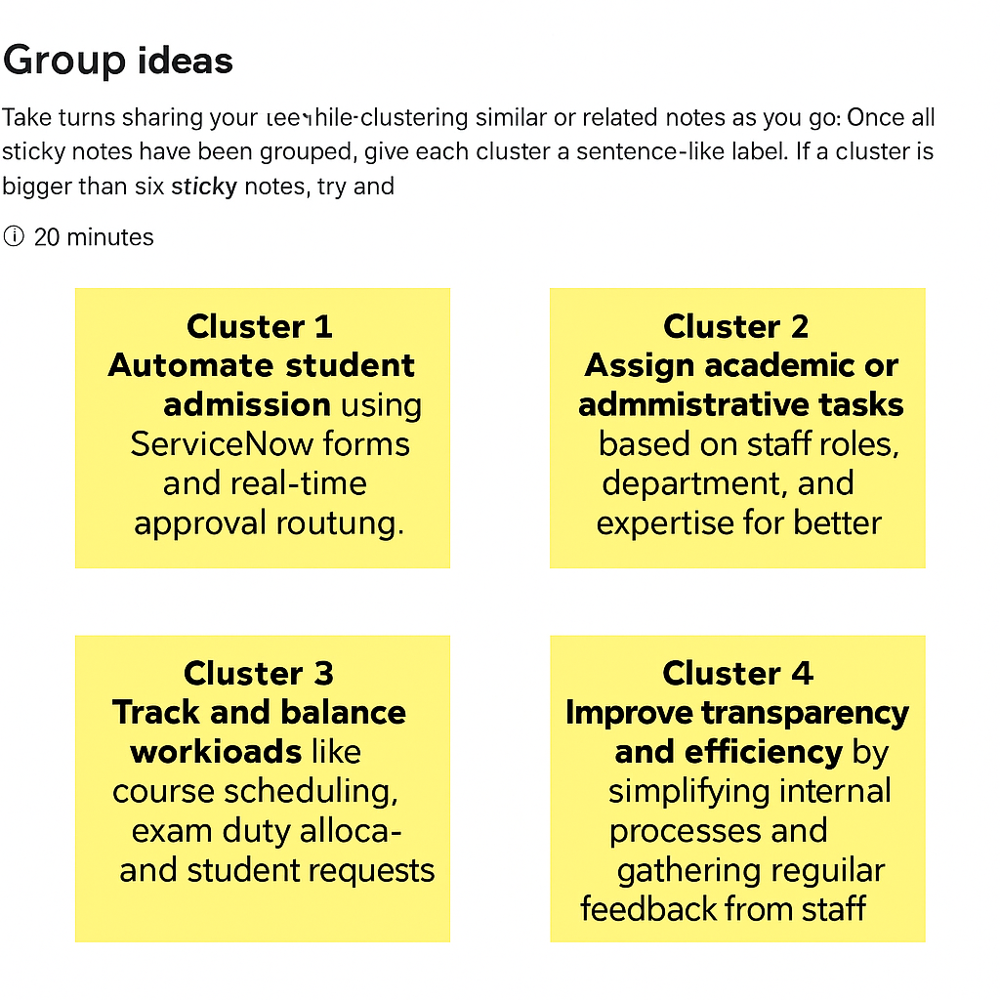 Group ideas
Take turns sharing your clustering similar or related notes as you go: Once all
sticky notes have been grouped, give each cluster a sentence-like label. If a cluster is
bigger than six sticky notes, try and
20 minutes
Cluster 1
Automate student
admission using
ServiceNow forms
and real-time
approval routung.
Cluster 2
Assign academic or
admmistrative tasks
based on staff roles,
department, and
expertise for better
Cluster 3
Track and balance
workioads like
course scheduling,
exam duty alloca-
and student requests
Cluster 4
Improve transparency
and efficiency by
simplifying internal
processes and
gathering reguilar
feedback from staff